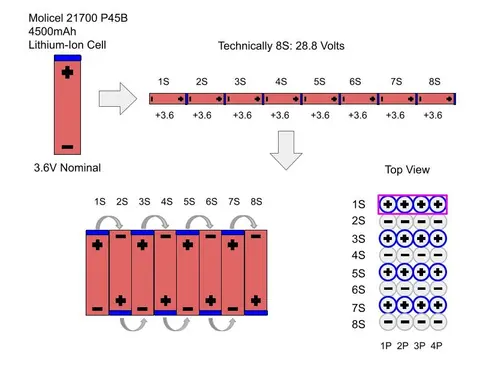 Molicel 21700 P45B
4500mAh
Lithium-Ion Cell
Technically 8S: 28.8 Volts
1S 2S 3S 4S 5S 6S 7S 8S
+3.6 +3.6 +3.6 +3.6 +3.6 +3.6 +3.6 +3.6
3.6V Nominal
Top View
1S 2S 3S 4S 5S 6S 7S 8S
1S
2S
3S
4S
5S
6S
7S
8S
1P 2P 3P 4P